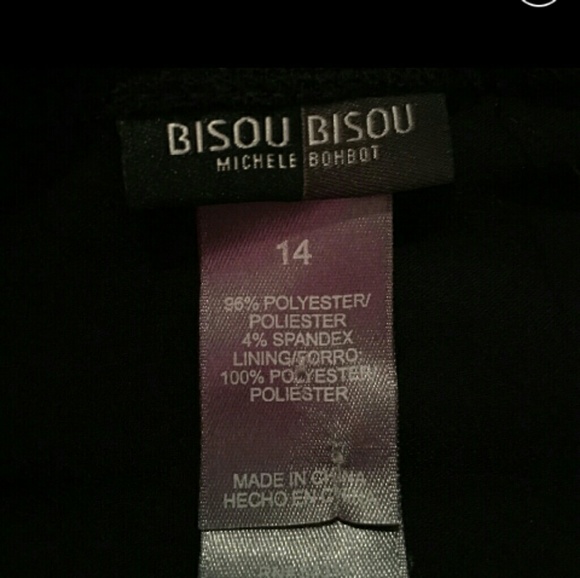 BISOU BISOU
MICHELE BOHBOT
14
96% POLYESTER/
POLIESTER
4% SPANDEX
LINING/FORRO:
100% POLYESTER
POLIESTER
MADE IN CHINA
HECHO EN CHINA